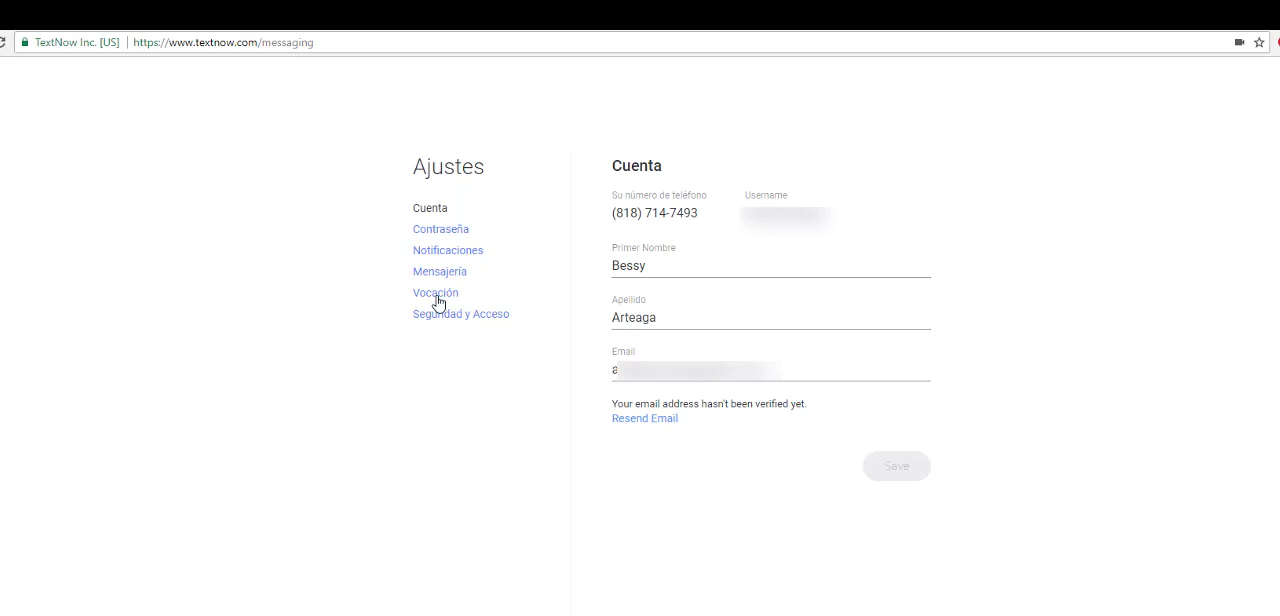 TextNow Inc. [US] https://www.textnow.com/messaging
Ajustes
Cuenta
Contraseña
Notificaciones
Mensajería
Vocación
Seguridad y Acceso
Cuenta
Su número de teléfono Username
(818) 714-7493
Primer Nombre
Bessy
Apeilido
Arteaga
Email
a
Your email address hasn't been verified yet.
Resend Email
Save